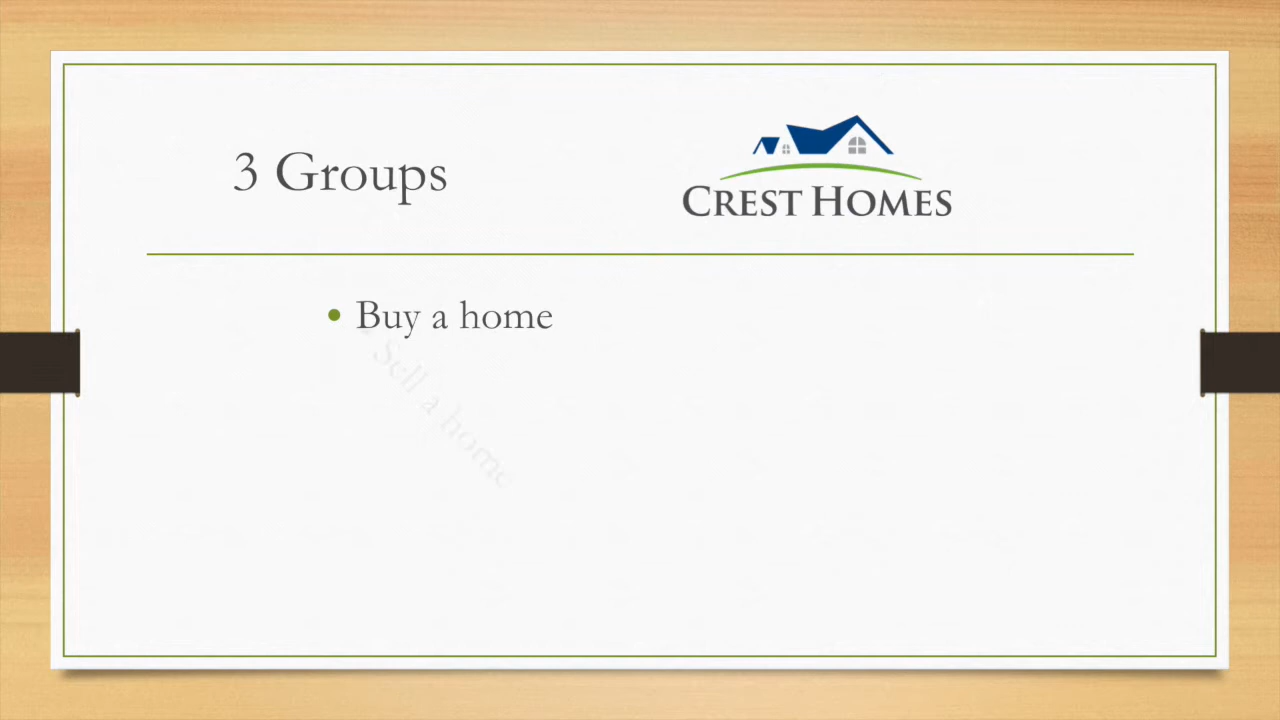 3 Groups
CREST HOMES
• Buy a home
• Sell a home